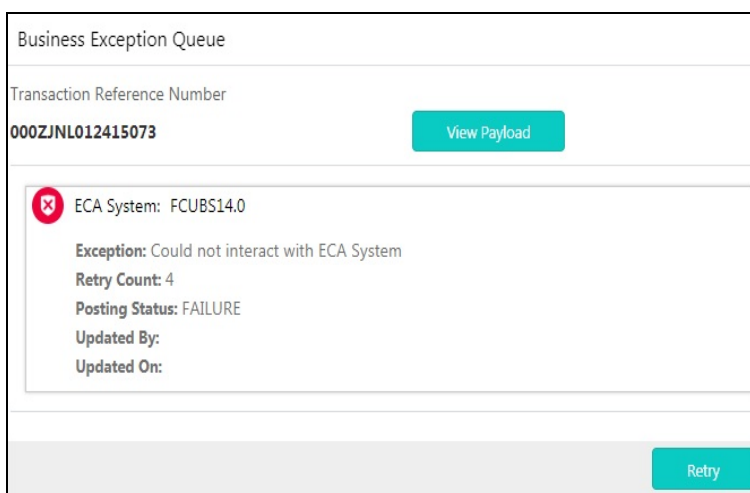 Business Exception Queue
Transaction Reference Number
000ZJNL012415073
View Payload
ECA System: FCUBS14.0
Exception: Could not interact with ECA System
Retry Count: 4
Posting Status: FAILURE
Updated By:
Updated On:
Retry